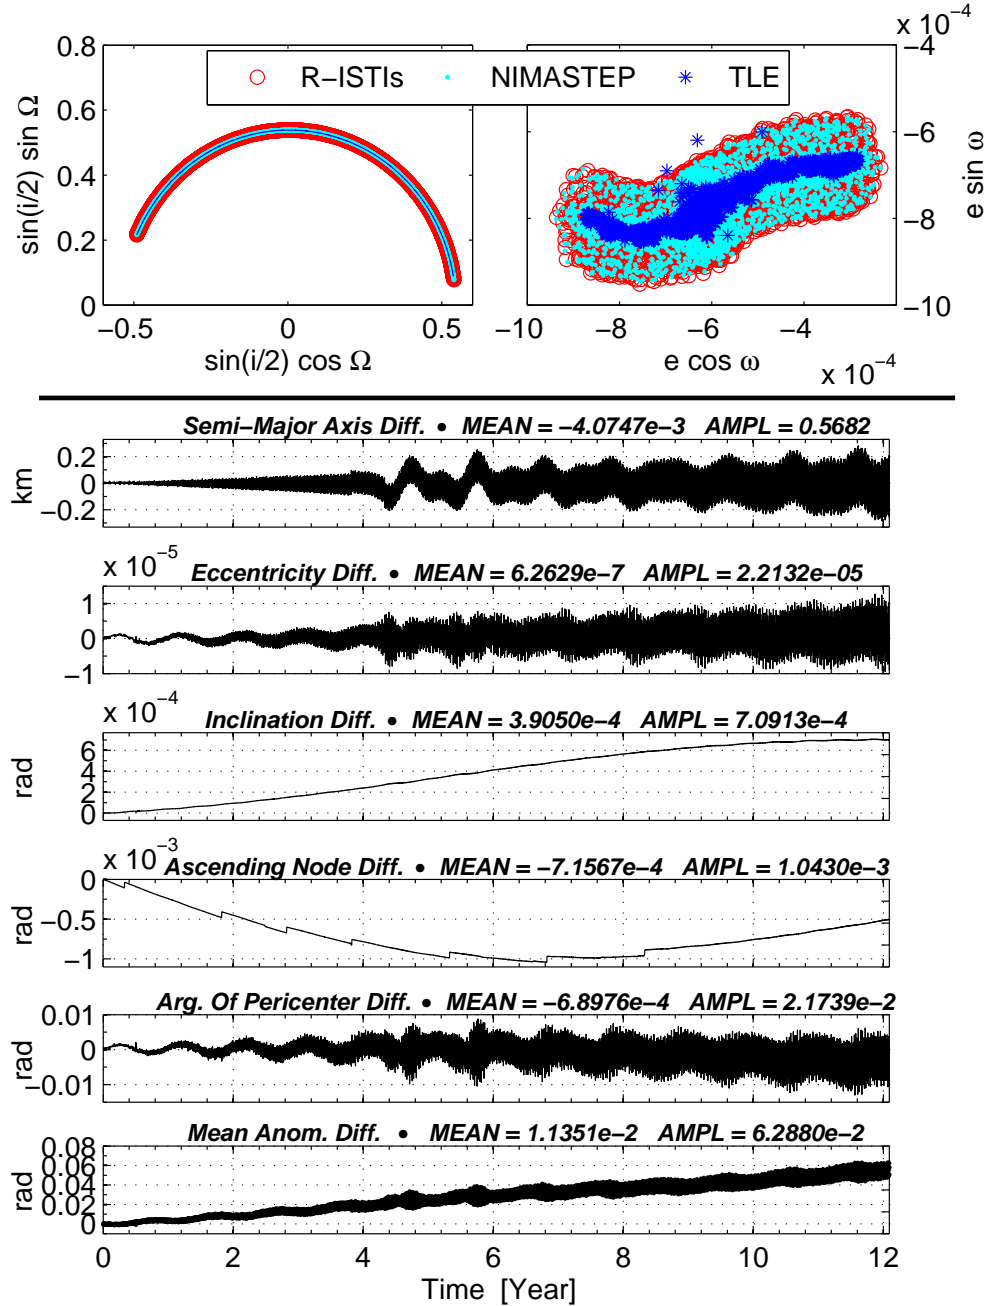 × 10−4
R−ISTIs NIMASTEP TLE
0.8
0.6
0.4
0.2
0
−0.5 0 0.5
sin(i/2) sin Ω
sin(i/2) cos Ω
−4
−6
−8
−10
−10 −8 −6 −4
e sin ω
e cos ω
x 10−4
Semi−Major Axis Diff. • MEAN = −4.0747e−3 AMPL = 0.5682
0.2
0
−0.2
km
x 10−5
Eccentricity Diff. • MEAN = 6.2629e−7 AMPL = 2.2132e−05
1
0
−1
x 10−4
Inclination Diff. • MEAN = 3.9050e−4 AMPL = 7.0913e−4
6
4
2
0
rad
x 10−3
Ascending Node Diff. • MEAN = −7.1567e−4 AMPL = 1.0430e−3
0
−0.5
−1
rad
Arg. Of Pericenter Diff. • MEAN = −6.8976e−4 AMPL = 2.1739e−2
0.01
0
−0.01
rad
Mean Anom. Diff. • MEAN = 1.1351e−2 AMPL = 6.2880e−2
0.08
0.06
0.04
0.02
0
rad
0 2 4 6 8 10 12
Time [Year]